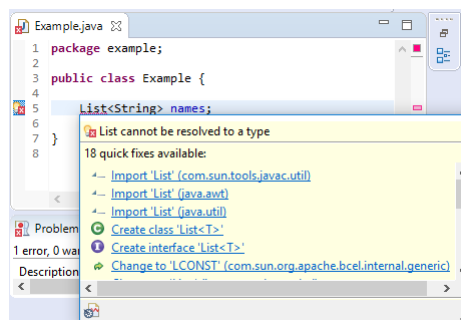 Example.java
1 package example;
2
3 public class Example {
4
5 List<String> names;
6
7 }
8
List cannot be resolved to a type
18 quick fixes available:
Import 'List' (com.sun.tools.javac.util)
Import 'List' (java.awt)
Import 'List' (java.util)
Create class 'List<T>'
Create interface 'List<T>'
Change to 'LCONST' (com.sun.org.apache.bcel.internal.generic)
Problem
1 error, 0 wa
Description